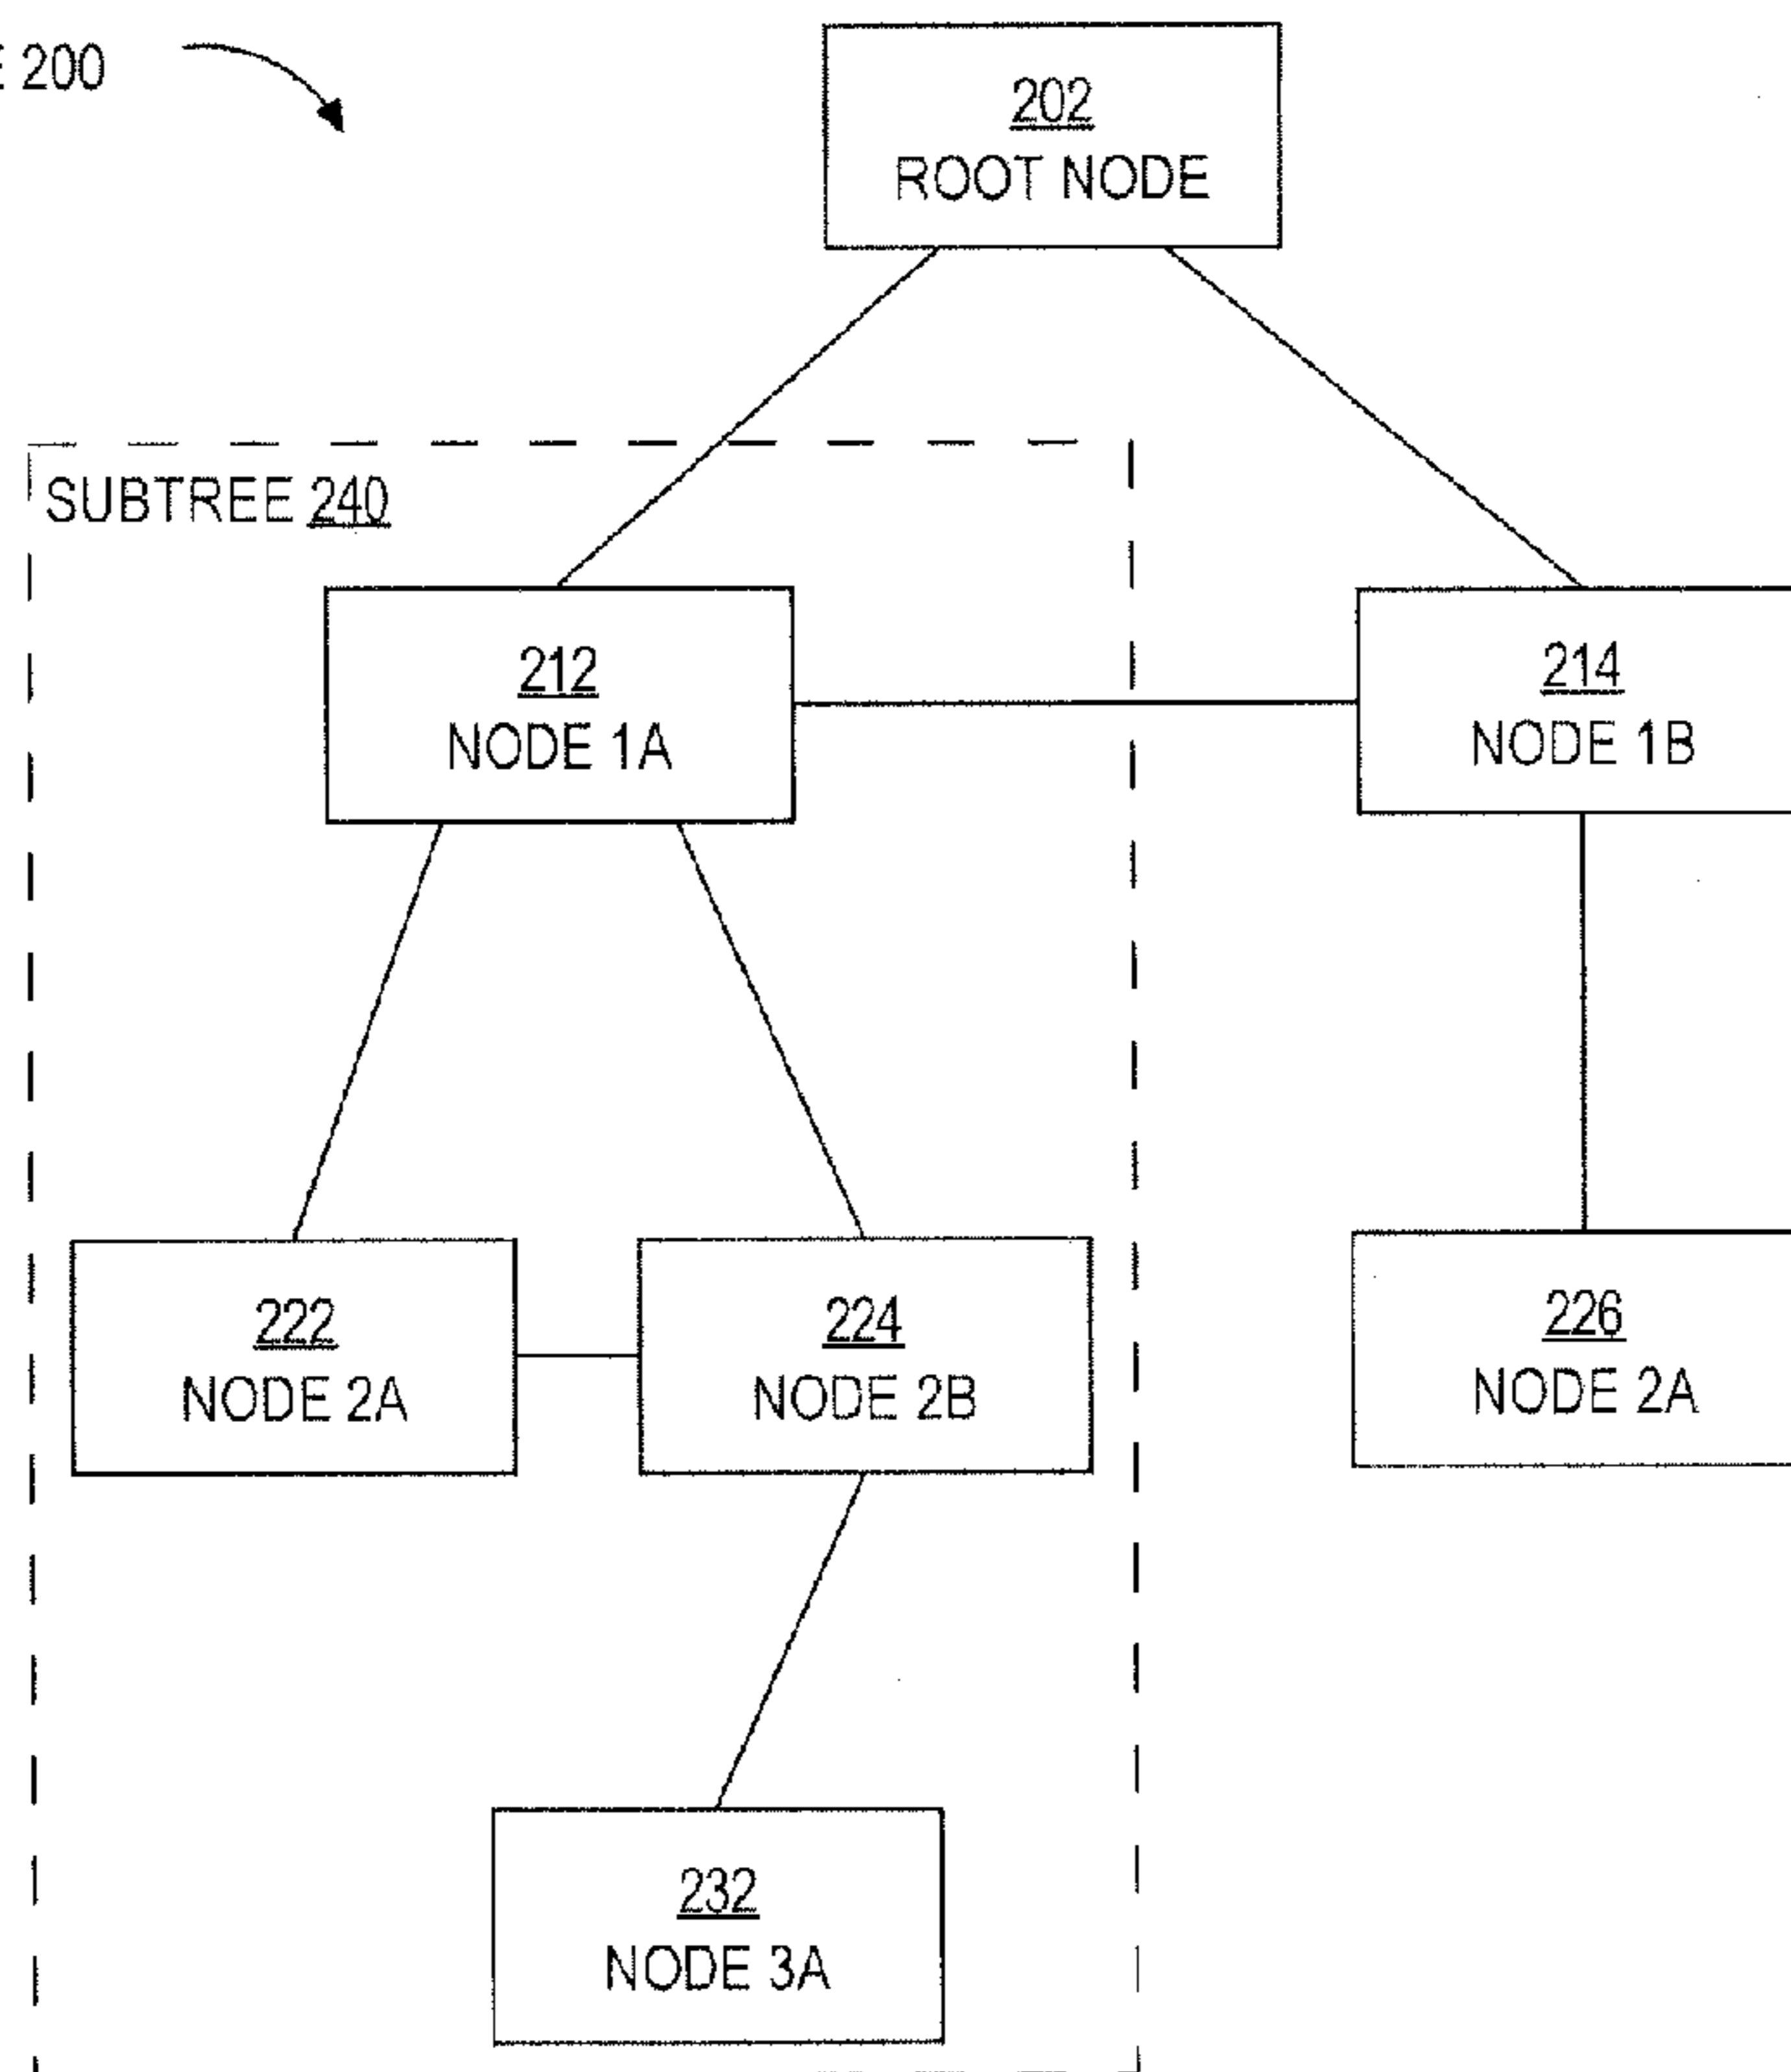 200
202
ROOT NODE
SUBTREE 240
212
NODE 1A
214
NODE 1B
222
NODE 2A
224
NODE 2B
226
NODE 2A
232
NODE 3A